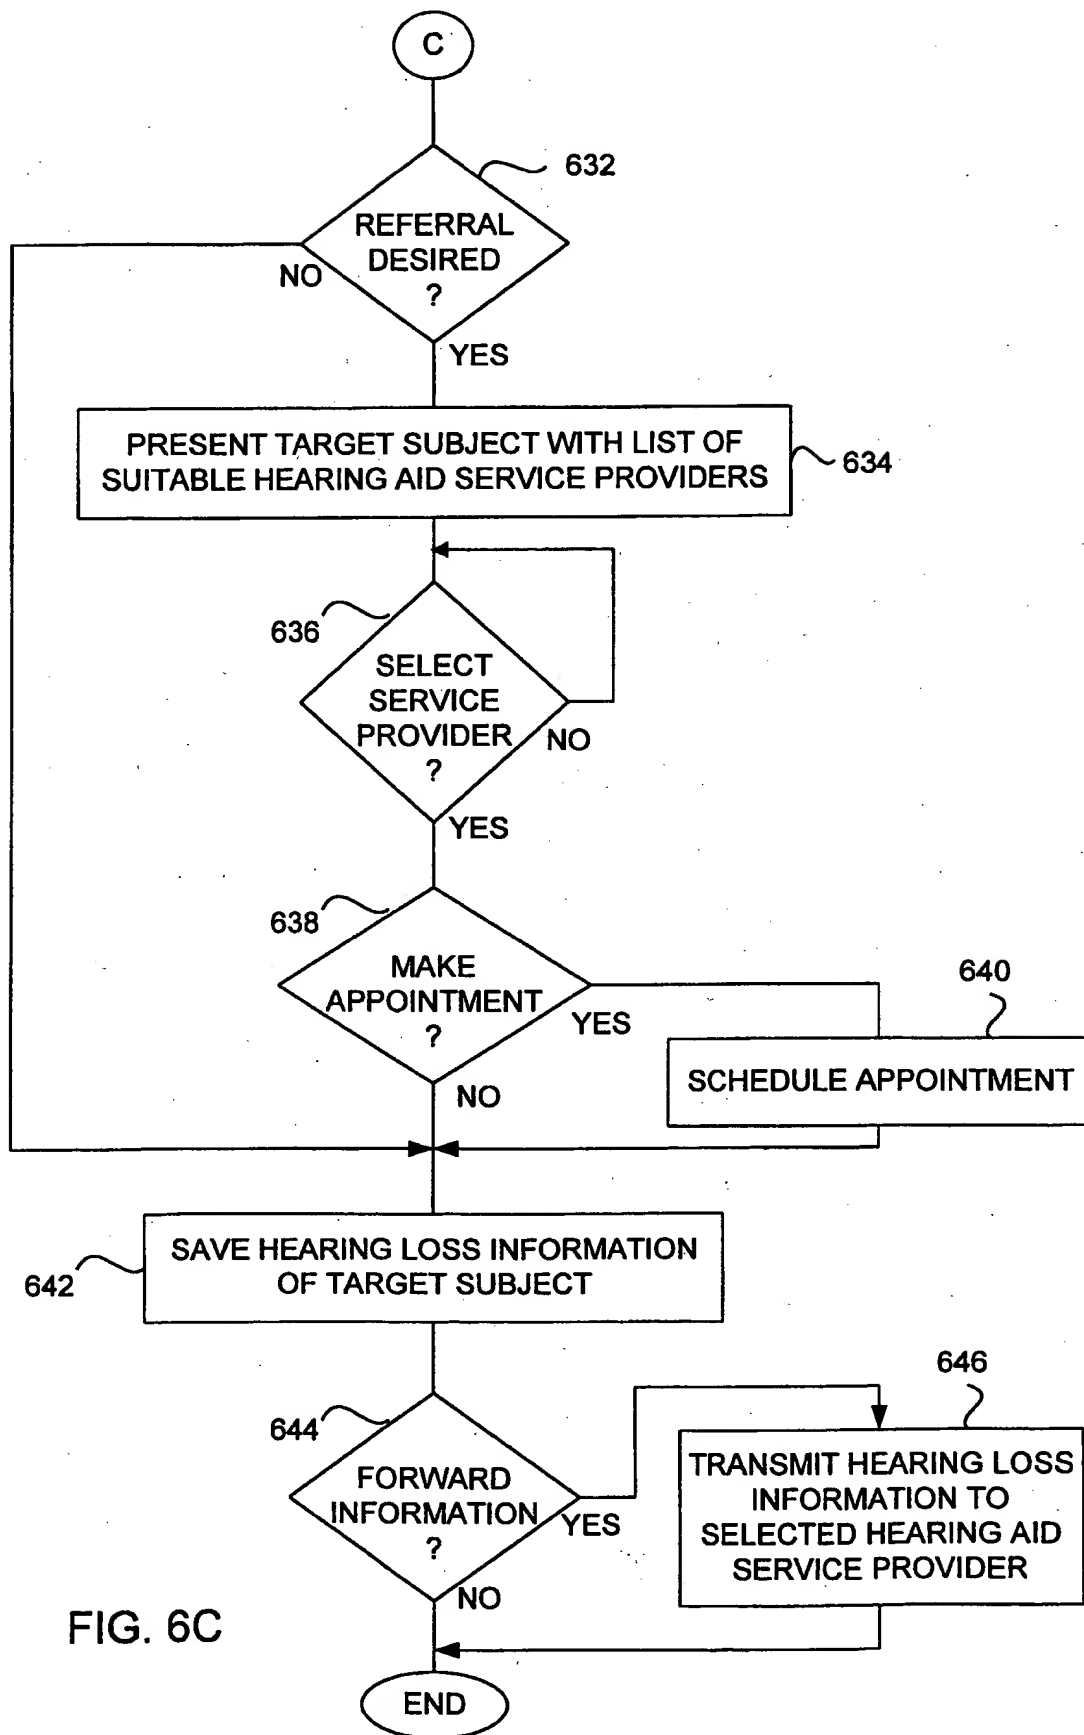 C
632
REFERRAL
DESIRED
?
NO
YES
PRESENT TARGET SUBJECT WITH LIST OF
SUITABLE HEARING AID SERVICE PROVIDERS
634
636
SELECT
SERVICE
PROVIDER
?
NO
YES
638
MAKE
APPOINTMENT
?
YES
NO
640
SCHEDULE APPOINTMENT
SAVE HEARING LOSS INFORMATION
OF TARGET SUBJECT
642
644
FORWARD
INFORMATION
?
YES
NO
646
TRANSMIT HEARING LOSS
INFORMATION TO
SELECTED HEARING AID
SERVICE PROVIDER
FIG. 6C
END